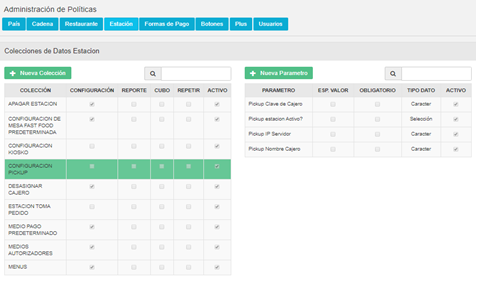 Administración de Políticas
País Cadena Restaurante Estación Formas de Pago Botones Plus Usuarios
Colecciones de Datos Estacion
+ Nueva Colección
COLECCIÓN CONFIGURACIÓN REPORTE CUBO REPETIR ACTIVO
APAGAR ESTACION
CONFIGURACION DE
MESA FAST FOOD
PREDETERMINADA
CONFIGURACION
KIOSKO
CONFIGURACION
PICKUP
DESASIGNAR
CAJERO
ESTACION TOMA
PEDIDO
MEDIO PAGO
PREDETERMINADO
MEDIOS
AUTORIZADORES
MENUS
+ Nuevo Parametro
PARAMETRO ESP. VALOR OBLIGATORIO TIPO DATO ACTIVO
Pickup Clave de Cajero Caracter
Pickup estacion Activo? Selección
Pickup IP Servidor Caracter
Pickup Nombre Cajero Caracter